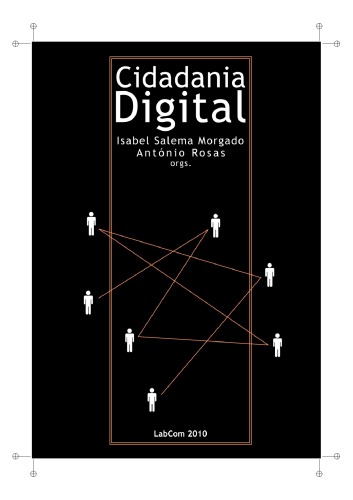 Cidadania
Digital
Isabel Salema Morgado
António Rosas
orgs.
LabCom 2010